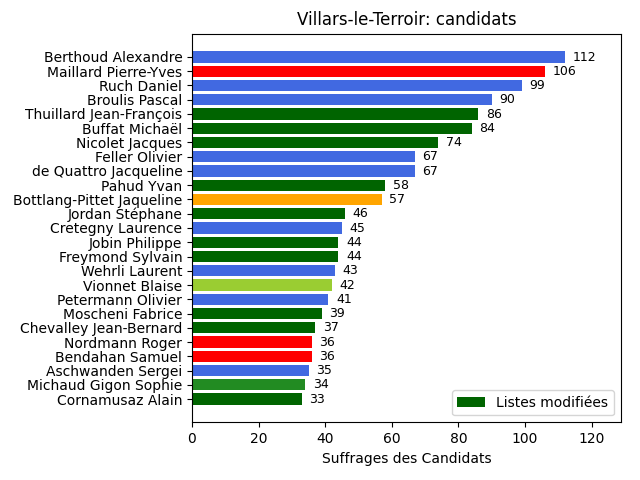 Villars-le-Terroir: candidats
Berthoud Alexandre 112
Maillard Pierre-Yves 106
Ruch Daniel 99
Broulis Pascal 90
Thuillard Jean-François 86
Buffat Michaël 84
Nicolet Jacques 74
Feller Olivier 67
de Quattro Jacqueline 67
Pahud Yvan 58
Bottlang-Pittet Jaqueline 57
Jordan Stéphane 46
Cretegny Laurence 45
Jobin Philippe 44
Freymond Sylvain 44
Wehrli Laurent 43
Vionnet Blaise 42
Petermann Olivier 41
Moscheni Fabrice 39
Chevalley Jean-Bernard 37
Nordmann Roger 36
Bendahan Samuel 36
Aschwanden Sergei 35
Michaud Gigon Sophie 34
Cornamusaz Alain 33
Listes modifiées
0 20 40 60 80 100 120
Suffrages des Candidats